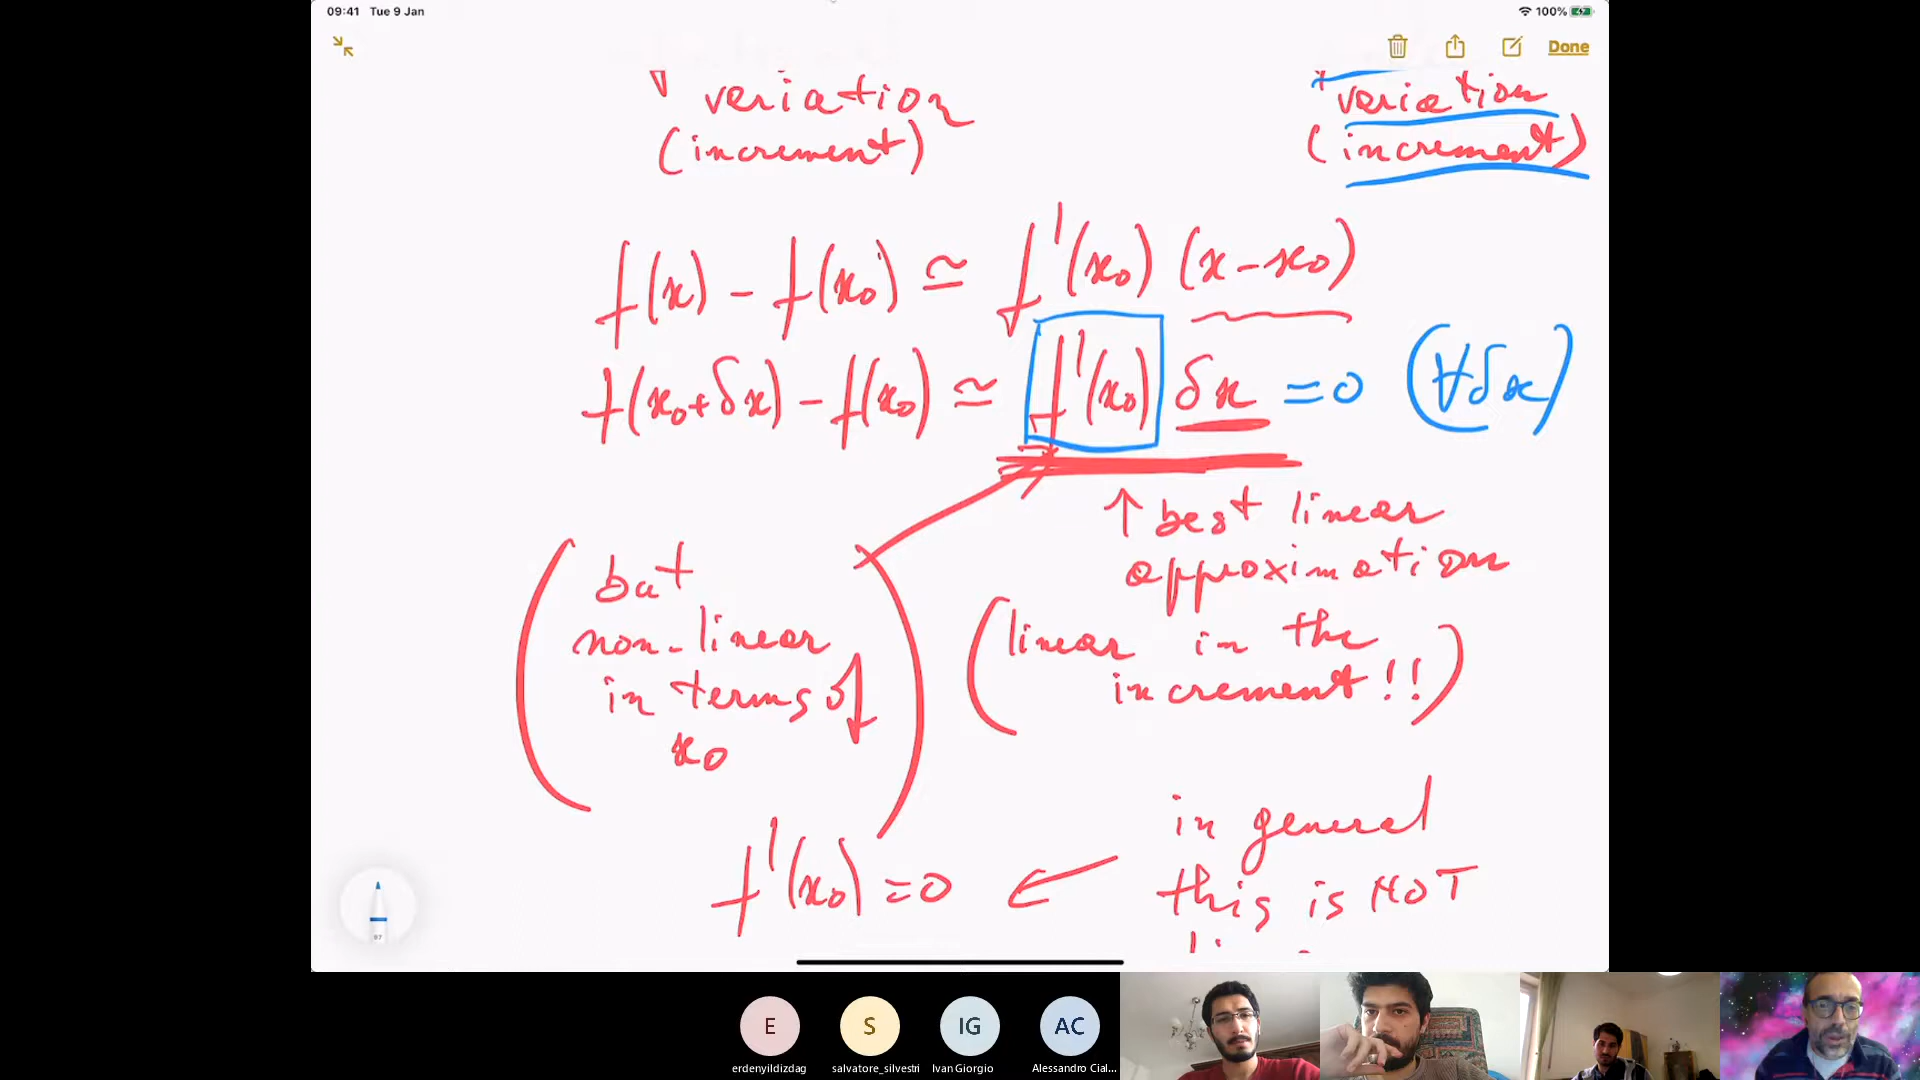 09:41 Tue 9 Jan
100%
Done
variation
(increment)
variation
(increment)
f(x) - f(x₀) ≃ f'(x₀) (x - x₀)
f(x₀+δx) - f(x₀) ≃ f'(x₀) δx = 0 (∀δx)
↑ best linear
approximation
(linear in the
increment!!)
(but
non-linear
in terms of
x₀)
f'(x₀) = 0 ←
in general
this is NOT
97
E
S
IG
AC
erdenyildizdag
salvatore_silvestri
Ivan Giorgio
Alessandro Cial...